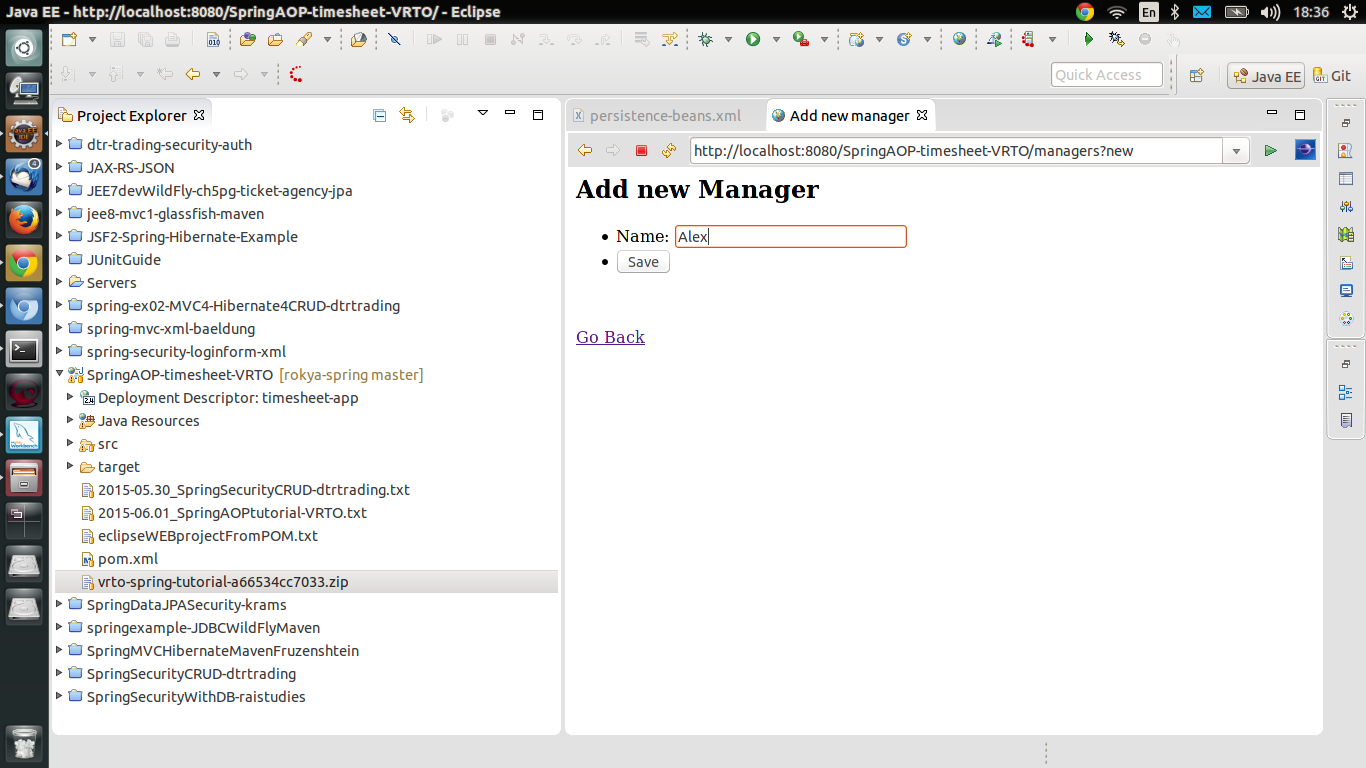 Java EE - http://localhost:8080/SpringAOP-timesheet-VRTO/ - Eclipse
En
18:36
Quick Access
Java EE
Git
Project Explorer
dtr-trading-security-auth
JAX-RS-JSON
JEE7devWildFly-ch5pg-ticket-agency-jpa
jee8-mvc1-glassfish-maven
JSF2-Spring-Hibernate-Example
JUnitGuide
Servers
spring-ex02-MVC4-Hibernate4CRUD-dtrtrading
spring-mvc-xml-baeldung
spring-security-loginform-xml
SpringAOP-timesheet-VRTO [rokya-spring master]
Deployment Descriptor: timesheet-app
Java Resources
src
target
2015-05.30_SpringSecurityCRUD-dtrtrading.txt
2015-06.01_SpringAOPtutorial-VRTO.txt
eclipseWEBprojectFromPOM.txt
pom.xml
vrto-spring-tutorial-a66534cc7033.zip
SpringDataJPASecurity-krams
springexample-JDBCWildFlyMaven
SpringMVCHibernateMavenFruzenshtein
SpringSecurityCRUD-dtrtrading
SpringSecurityWithDB-raistudies
persistence-beans.xml
Add new manager
http://localhost:8080/SpringAOP-timesheet-VRTO/managers?new
Add new Manager
Name: Alex
Save
Go Back